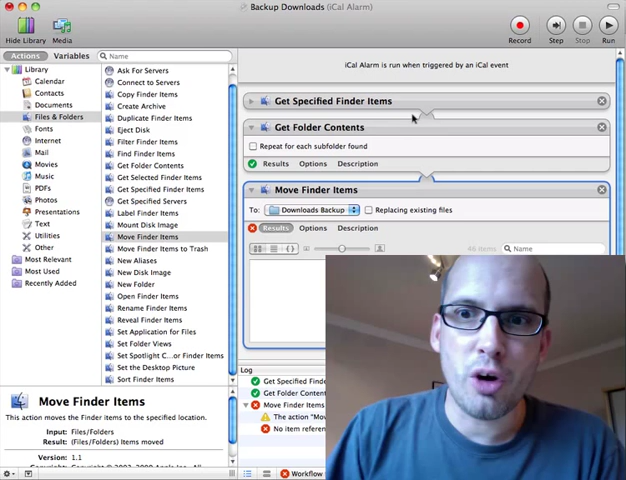 Backup Downloads (iCal Alarm)
Hide Library
Media
Record
Step
Stop
Run
Actions
Variables
Name
Library
Calendar
Contacts
Documents
Files & Folders
Fonts
Internet
Mail
Movies
Music
PDFs
Photos
Presentations
Text
Utilities
Other
Most Relevant
Most Used
Recently Added
Ask For Servers
Connect to Servers
Copy Finder Items
Create Archive
Duplicate Finder Items
Eject Disk
Filter Finder Items
Find Finder Items
Get Folder Contents
Get Selected Finder Items
Get Specified Finder Items
Get Specified Servers
Label Finder Items
Mount Disk Image
Move Finder Items
Move Finder Items to Trash
New Aliases
New Disk Image
New Folder
Open Finder Items
Rename Finder Items
Reveal Finder Items
Set Application for Files
Set Folder Views
Set Spotlight C...or Finder Items
Set the Desktop Picture
Sort Finder Items
Move Finder Items
This action moves the Finder items to the specified location.
Input: Files/Folders
Result: (Files/Folders) Items moved
Version: 1.1
iCal Alarm is run when triggered by an iCal event
Get Specified Finder Items
Get Folder Contents
Repeat for each subfolder found
Results Options Description
Move Finder Items
To: Downloads Backup Replacing existing files
Results Options Description
46 items Name
Log
Get Specified Finde
Get Folder Conten
Move Finder Items
The action "Mov
No item referen
Workflow